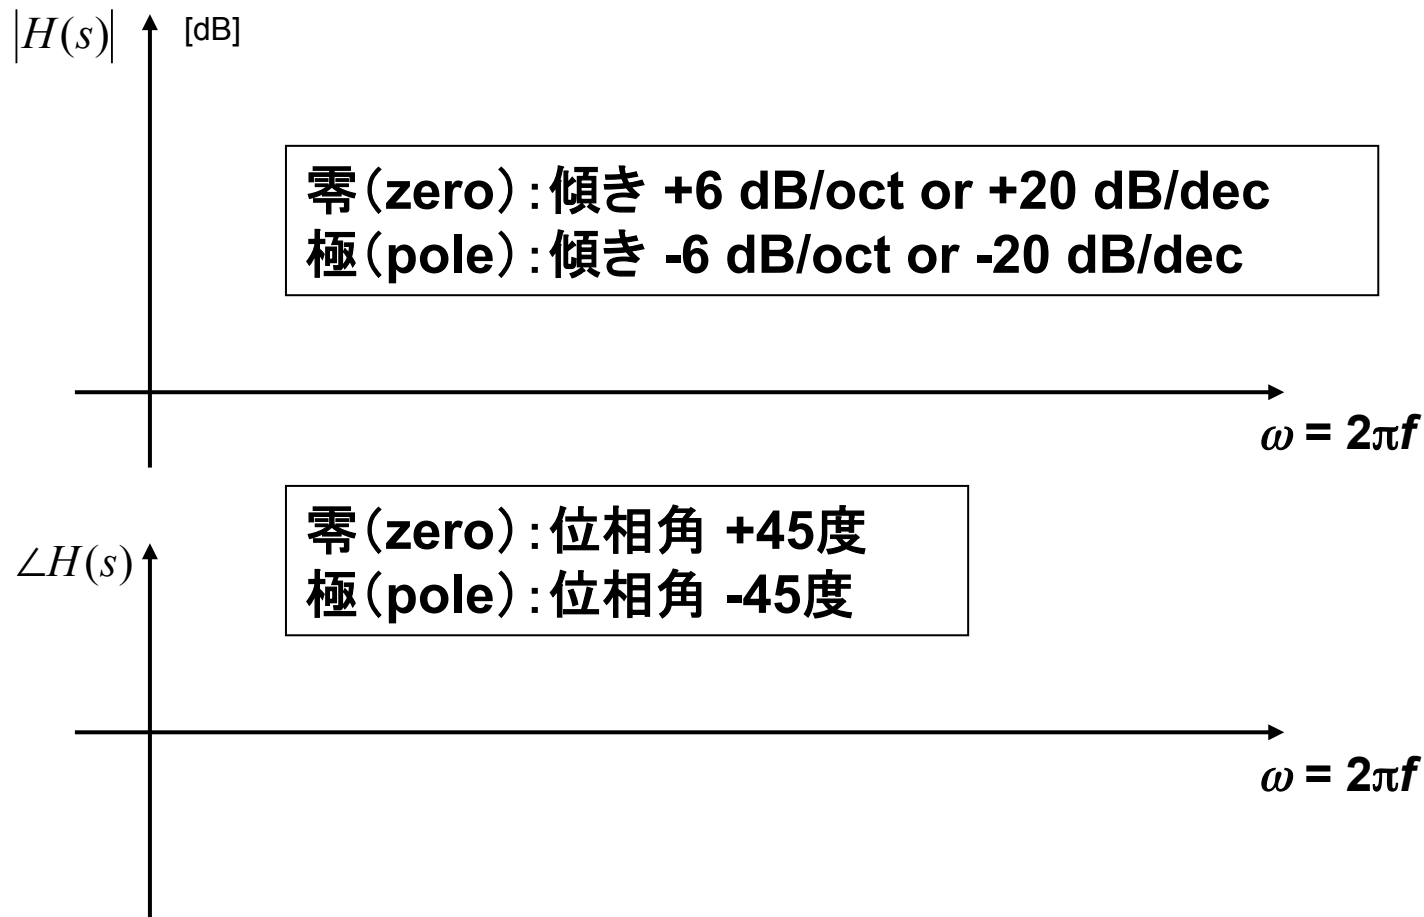 |H(s)| [dB]
零(zero):傾き +6 dB/oct or +20 dB/dec
極(pole):傾き -6 dB/oct or -20 dB/dec
ω = 2πf
零(zero):位相角 +45度
極(pole):位相角 -45度
∠H(s)
ω = 2πf